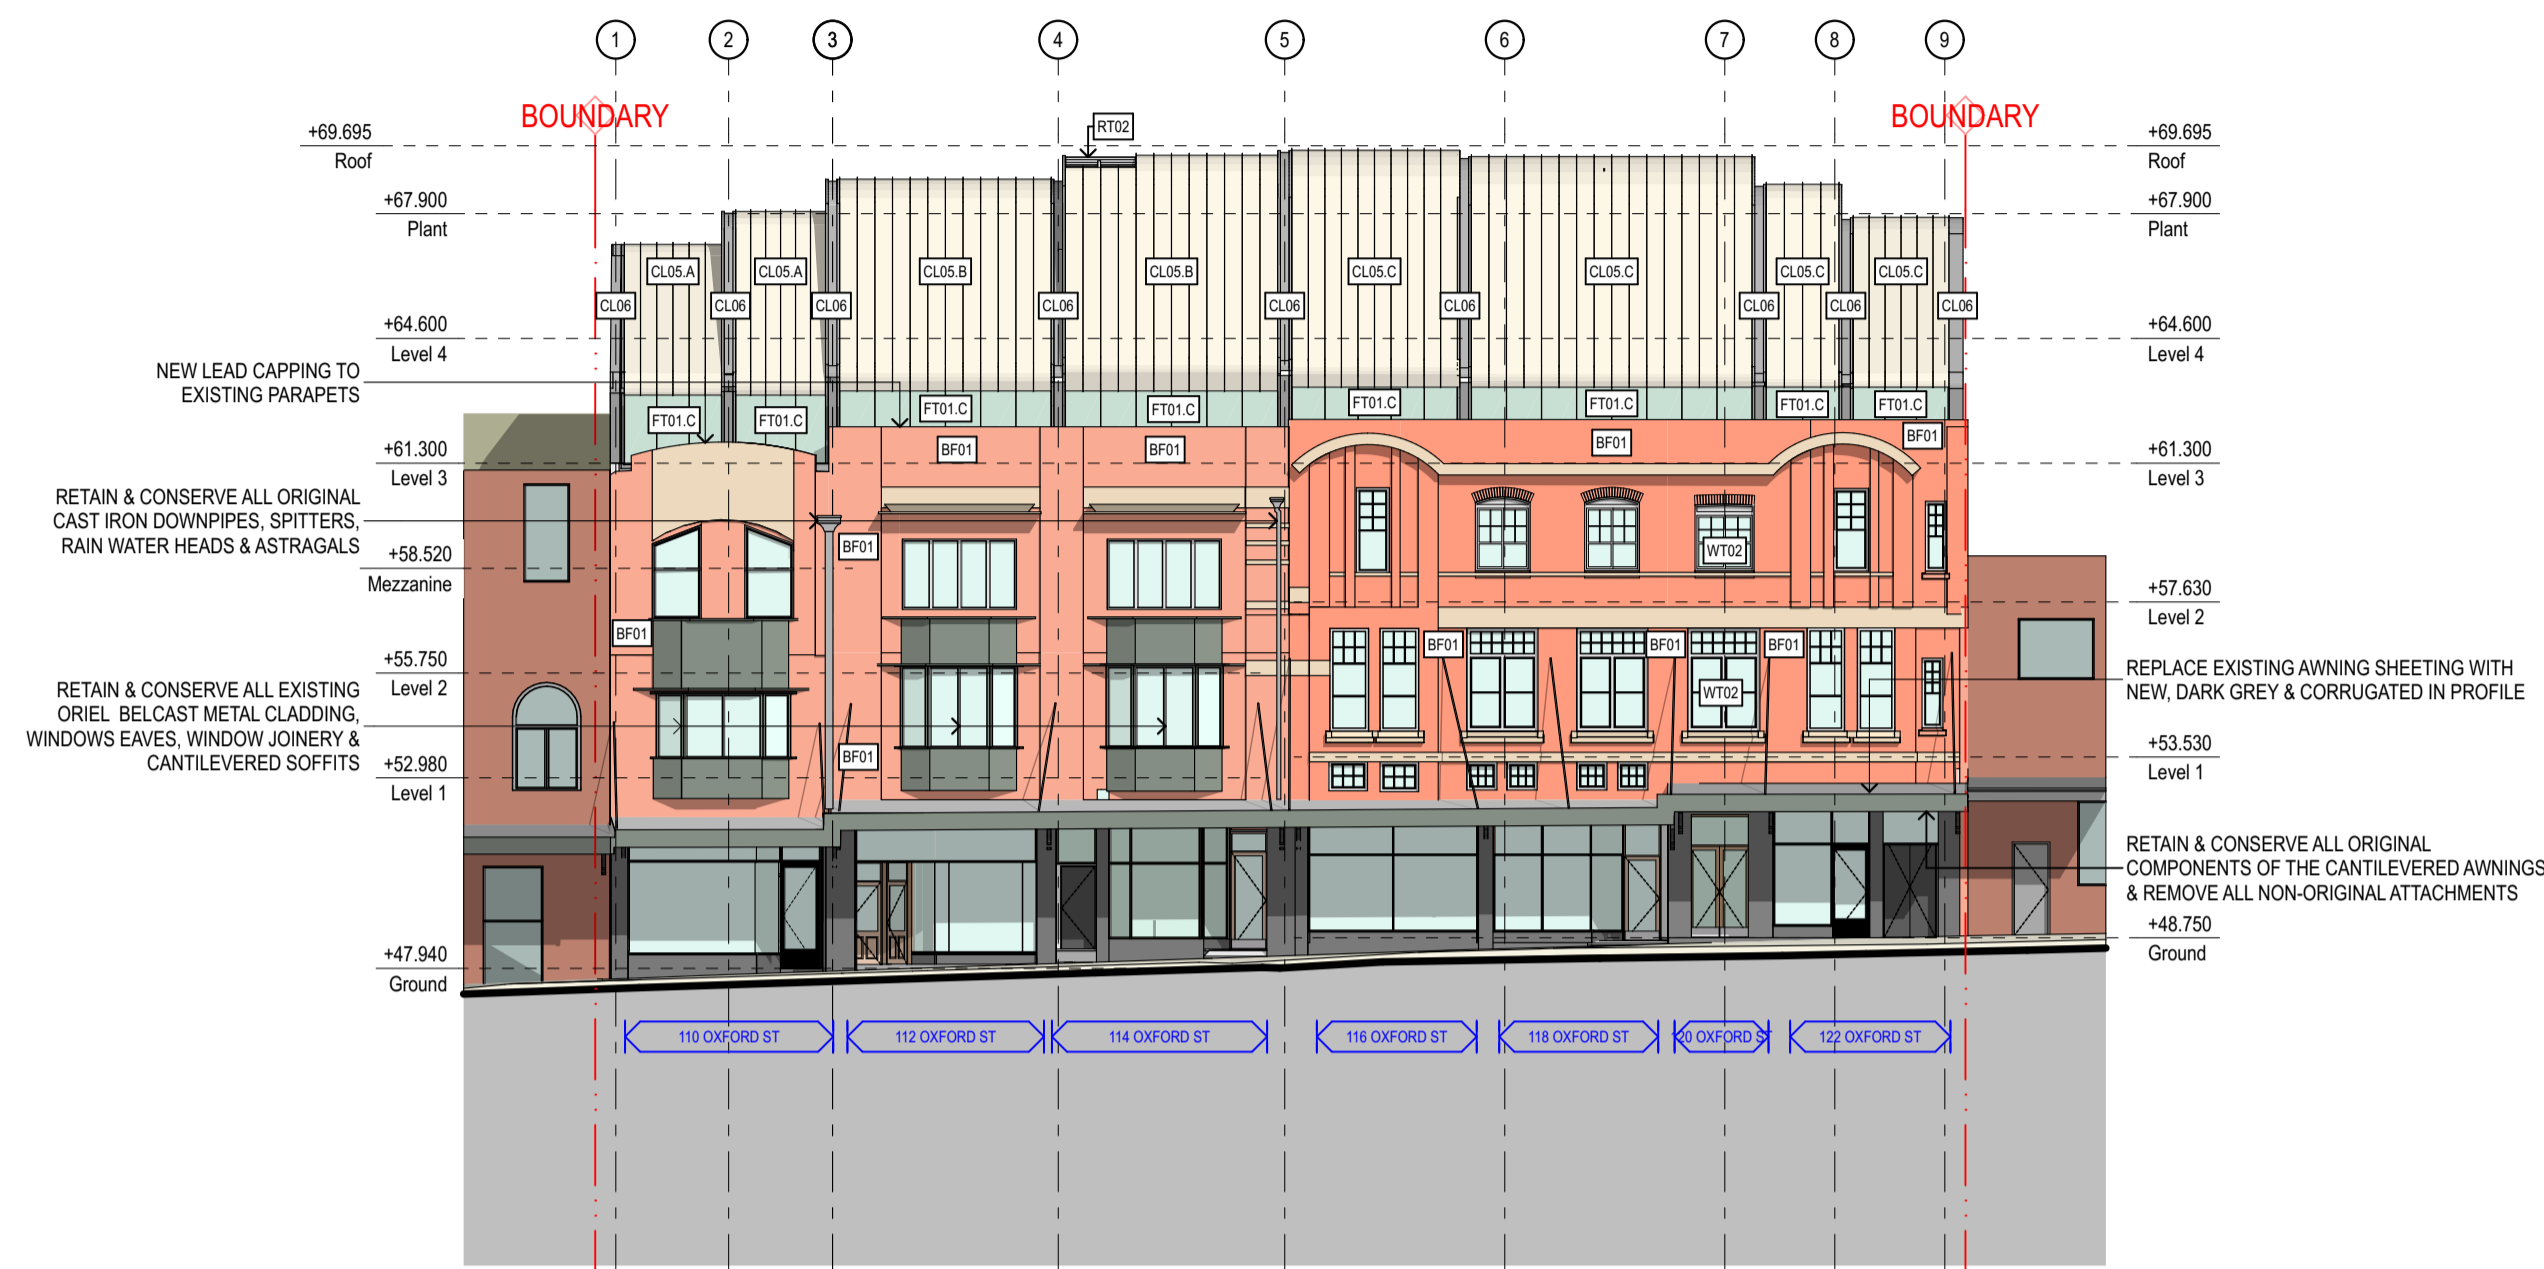 1 2 3 4 5 6 7 8 9
BOUNDARY BOUNDARY
RT02
+69.695
Roof
+67.900
Plant
+64.600
Level 4
NEW LEAD CAPPING TO
EXISTING PARAPETS
+61.300
Level 3
RETAIN & CONSERVE ALL ORIGINAL
CAST IRON DOWNPIPES, SPITTERS,
RAIN WATER HEADS & ASTRAGALS
+58.520
Mezzanine
+55.750
Level 2
RETAIN & CONSERVE ALL EXISTING
ORIEL BELCAST METAL CLADDING,
WINDOWS EAVES, WINDOW JOINERY &
CANTILEVERED SOFFITS
+52.980
Level 1
+47.940
Ground
CL05.A CL05.A CL05.B CL05.B CL05.C CL05.C CL05.C CL05.C
CL06 CL06 CL06 CL06 CL06 CL06 CL06 CL06 CL06
FT01.C FT01.C FT01.C FT01.C FT01.C FT01.C FT01.C FT01.C
BF01 BF01 BF01 BF01
BF01 WT02
BF01 BF01 BF01 BF01
WT02
BF01
+69.695
Roof
+67.900
Plant
+64.600
Level 4
+61.300
Level 3
+57.630
Level 2
REPLACE EXISTING AWNING SHEETING WITH
NEW, DARK GREY & CORRUGATED IN PROFILE
+53.530
Level 1
RETAIN & CONSERVE ALL ORIGINAL
COMPONENTS OF THE CANTILEVERED AWNINGS
& REMOVE ALL NON-ORIGINAL ATTACHMENTS
+48.750
Ground
110 OXFORD ST 112 OXFORD ST 114 OXFORD ST 116 OXFORD ST 118 OXFORD ST 20 OXFORD ST 122 OXFORD ST